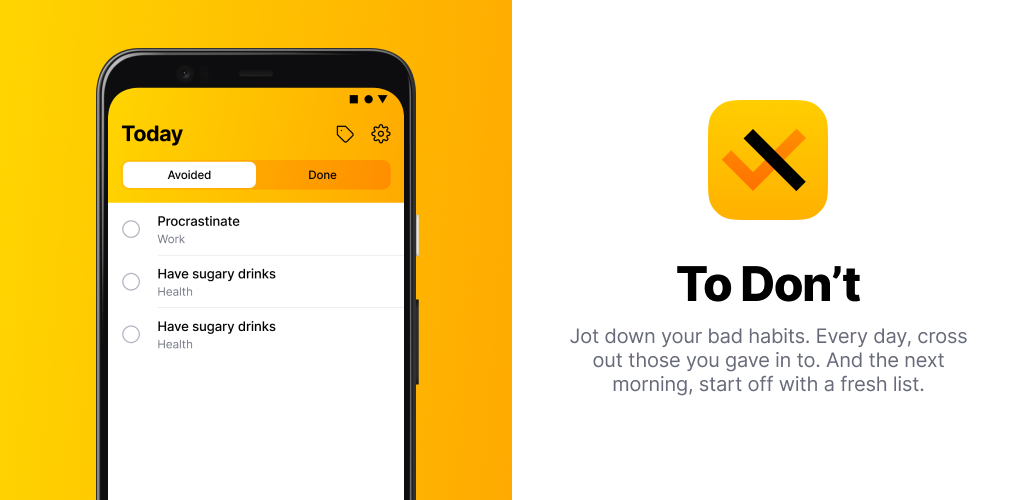 Today
Avoided
Done
Procrastinate
Work
Have sugary drinks
Health
Have sugary drinks
Health
To Don’t
Jot down your bad habits. Every day, cross
out those you gave in to. And the next
morning, start off with a fresh list.